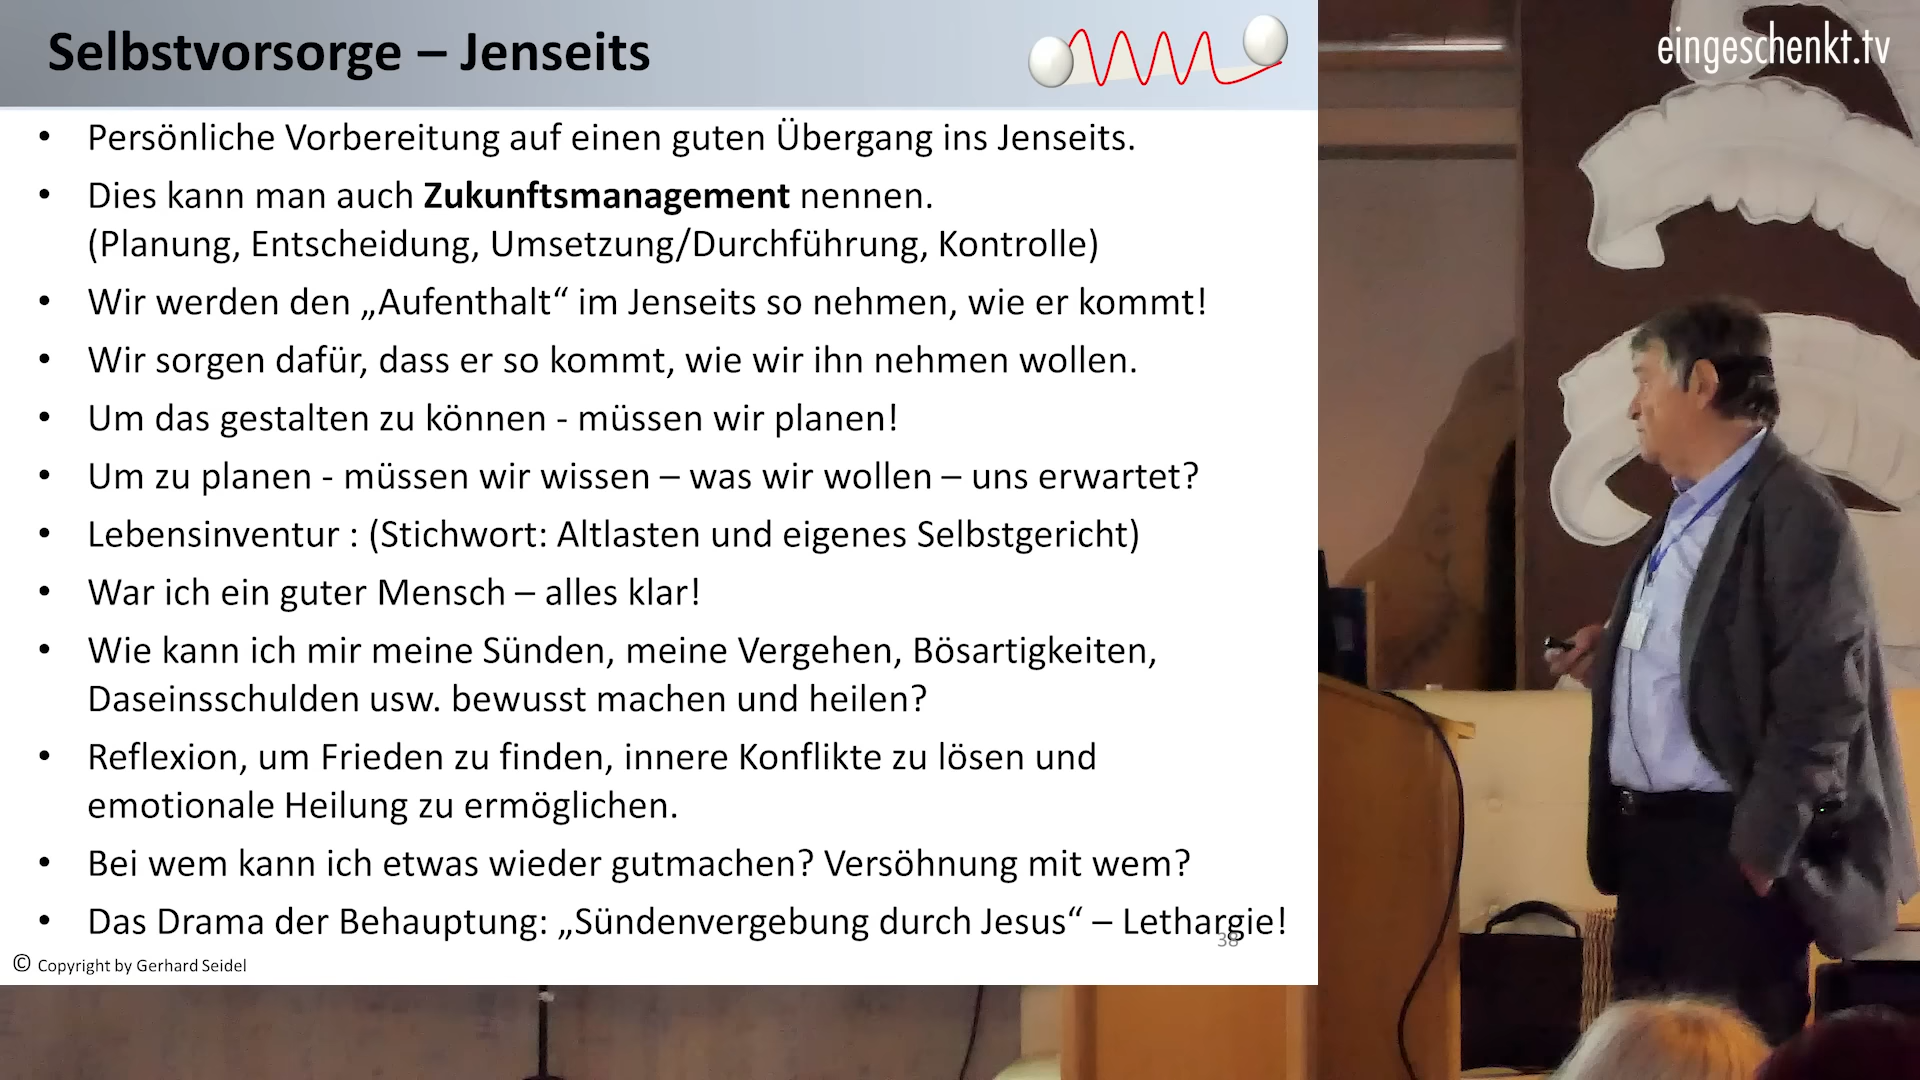 Selbstvorsorge – Jenseits
eingeschenkt.tv
• Persönliche Vorbereitung auf einen guten Übergang ins Jenseits.
• Dies kann man auch Zukunftsmanagement nennen.
(Planung, Entscheidung, Umsetzung/Durchführung, Kontrolle)
• Wir werden den „Aufenthalt“ im Jenseits so nehmen, wie er kommt!
• Wir sorgen dafür, dass er so kommt, wie wir ihn nehmen wollen.
• Um das gestalten zu können - müssen wir planen!
• Um zu planen - müssen wir wissen – was wir wollen – uns erwartet?
• Lebensinventur : (Stichwort: Altlasten und eigenes Selbstgericht)
• War ich ein guter Mensch – alles klar!
• Wie kann ich mir meine Sünden, meine Vergehen, Bösartigkeiten,
Daseinsschulden usw. bewusst machen und heilen?
• Reflexion, um Frieden zu finden, innere Konflikte zu lösen und
emotionale Heilung zu ermöglichen.
• Bei wem kann ich etwas wieder gutmachen? Versöhnung mit wem?
• Das Drama der Behauptung: „Sündenvergebung durch Jesus“ – Lethargie!
38
© Copyright by Gerhard Seidel